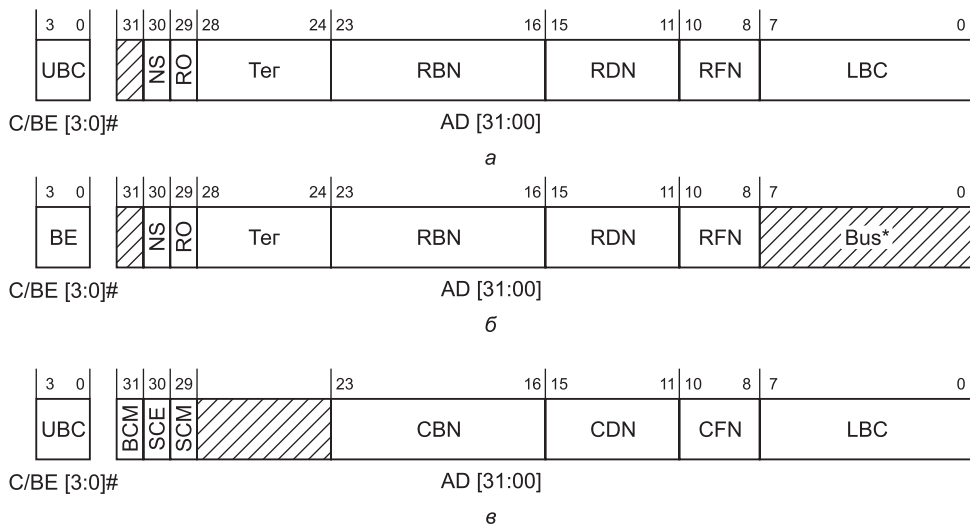 3 0 31 30 29 28 24 23 16 15 11 10 8 7 0
UBC NS RO Тег RBN RDN RFN LBC
C/BE [3:0]# AD [31:00]
а
3 0 31 30 29 28 24 23 16 15 11 10 8 7 0
BE NS RO Тег RBN RDN RFN Bus*
C/BE [3:0]# AD [31:00]
б
3 0 31 30 29 23 16 15 11 10 8 7 0
UBC BCM SCE SCM CBN CDN CFN LBC
C/BE [3:0]# AD [31:00]
в